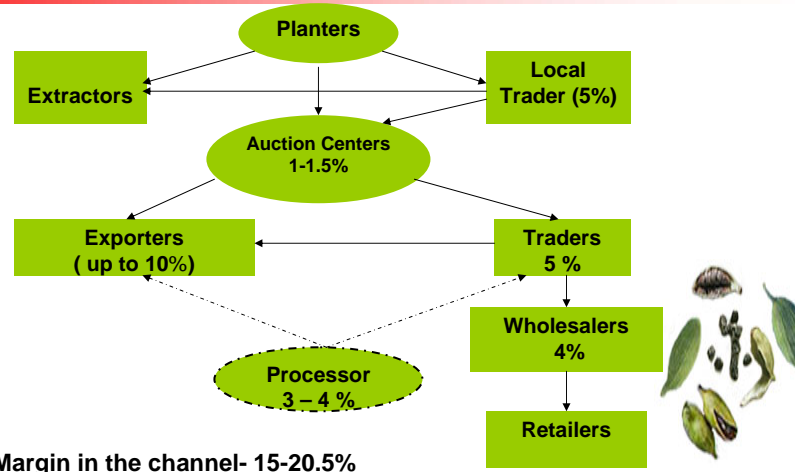 Planters
Extractors
Local
Trader (5%)
Auction Centers
1-1.5%
Exporters
( up to 10%)
Traders
5 %
Wholesalers
4%
Processor
3 – 4 %
Retailers
Margin in the channel- 15-20.5%